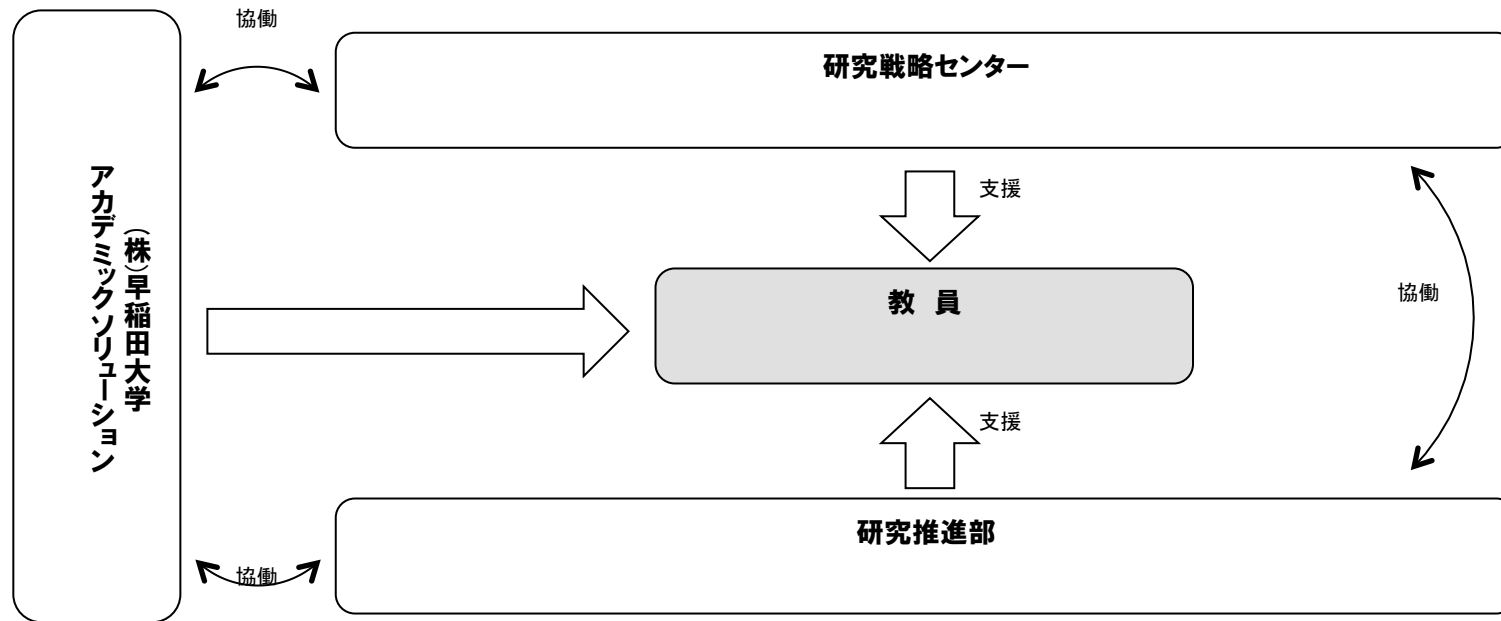 協働
研究戦略センター
(株)早稲田大学
アカデミックソリューション
支援
教 員
協働
支援
研究推進部
協働